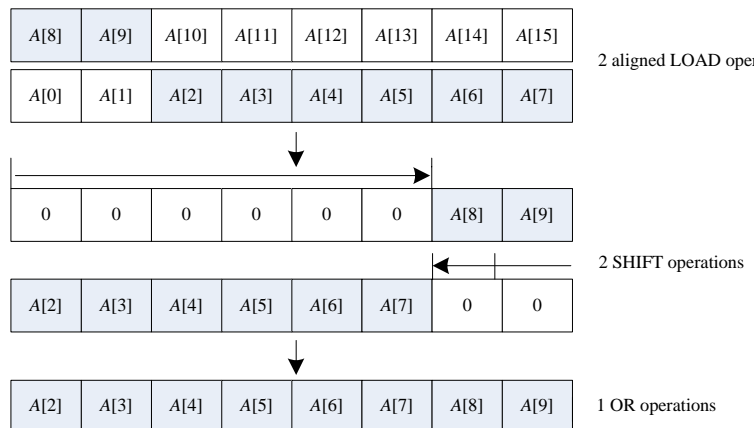 A[8] A[9] A[10] A[11] A[12] A[13] A[14] A[15]
2 aligned LOAD oper
A[0] A[1] A[2] A[3] A[4] A[5] A[6] A[7]
0 0 0 0 0 0 A[8] A[9]
2 SHIFT operations
A[2] A[3] A[4] A[5] A[6] A[7] 0 0
A[2] A[3] A[4] A[5] A[6] A[7] A[8] A[9]
1 OR operations